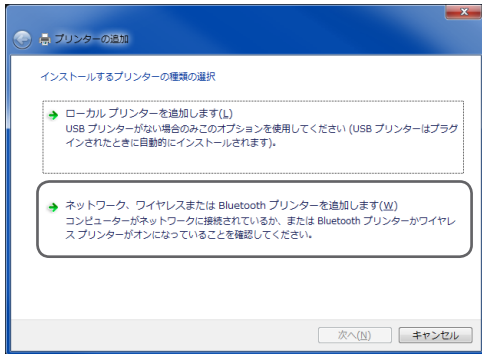 プリンターの追加
インストールするプリンターの種類の選択
ローカル プリンターを追加します(L)
USB プリンターがない場合のみこのオプションを使用してください (USB プリンターはプラグ
インされたときに自動的にインストールされます)。
ネットワーク、ワイヤレスまたは Bluetooth プリンターを追加します(W)
コンピューターがネットワークに接続されているか、または Bluetooth プリンターかワイヤレ
ス プリンターがオンになっていることを確認してください。
次へ(N)
キャンセル